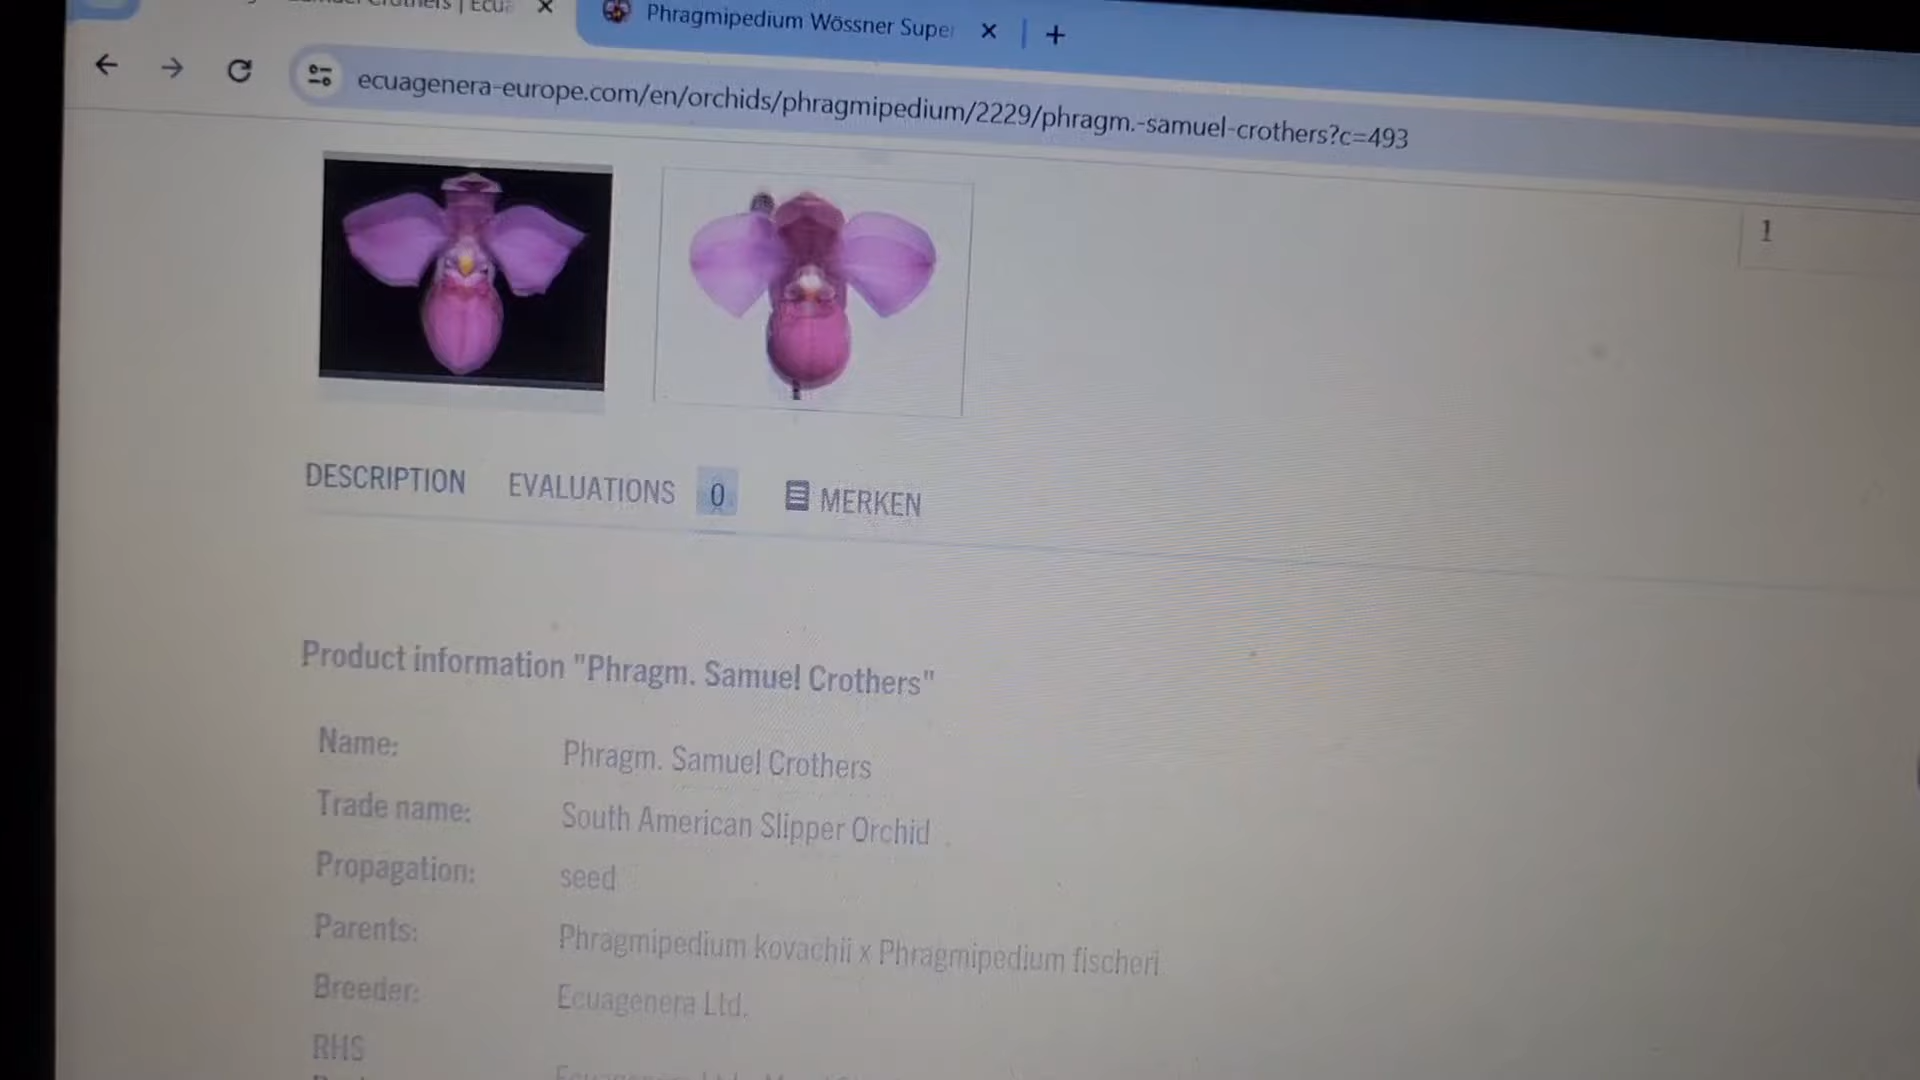 Phragmipedium Wössner Super
ecuagenera-europe.com/en/orchids/phragmipedium/2229/phragm.-samuel-crothers?c=493
1
DESCRIPTION EVALUATIONS 0 MERKEN
Product information "Phragm. Samuel Crothers"
Name: Phragm. Samuel Crothers
Trade name: South American Slipper Orchid
Propagation: seed
Parents: Phragmipedium kovachii x Phragmipedium fischeri
Breeder: Ecuagenera Ltd.
RHS